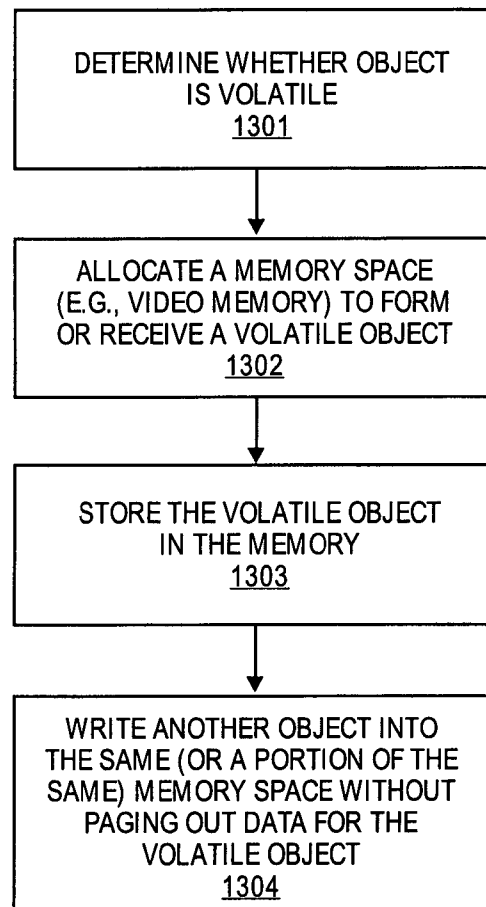 DETERMINE WHETHER OBJECT
IS VOLATILE
1301
ALLOCATE A MEMORY SPACE
(E.G., VIDEO MEMORY) TO FORM
OR RECEIVE A VOLATILE OBJECT
1302
STORE THE VOLATILE OBJECT
IN THE MEMORY
1303
WRITE ANOTHER OBJECT INTO
THE SAME (OR A PORTION OF THE
SAME) MEMORY SPACE WITHOUT
PAGING OUT DATA FOR THE
VOLATILE OBJECT
1304